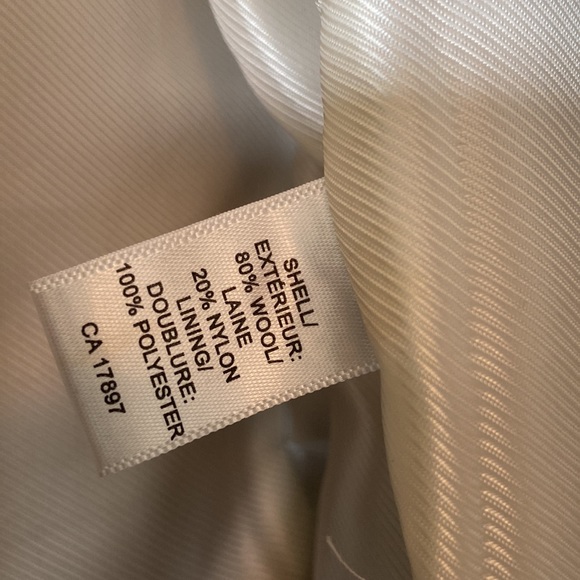 SHELL/
EXTERIEUR:
80% WOOL/
LAINE
20% NYLON
LINING/
DOUBLURE::
100% POLYESTER
CA 17897